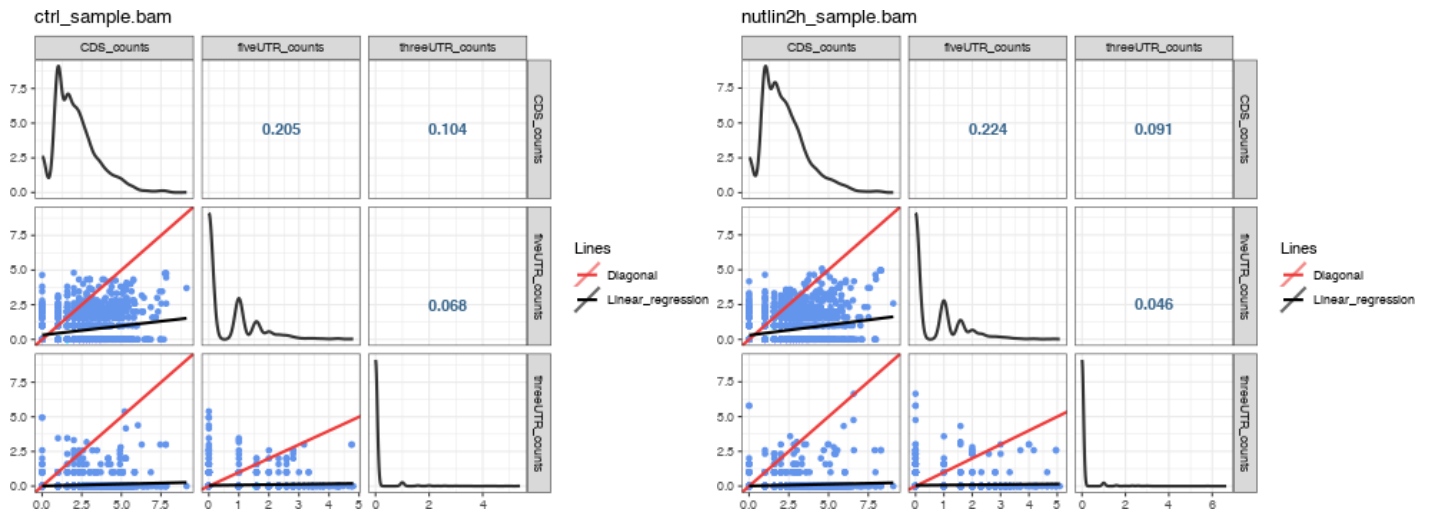 ctrl_sample.bam
CDS_counts
fiveUTR_counts
threeUTR_counts
7.5
5.0
2.5
0.0
0.205
0.104
CDS_counts
7.5
5.0
2.5
0.0
0.068
fiveUTR_counts
7.5
5.0
2.5
0.0
threeUTR_counts
0.0 2.5 5.0 7.5
0 1 2 3 4 5
0 2 4
Lines
Diagonal
Linear_regression
nutlin2h_sample.bam
CDS_counts
fiveUTR_counts
threeUTR_counts
7.5
5.0
2.5
0.0
0.224
0.091
CDS_counts
7.5
5.0
2.5
0.0
0.046
fiveUTR_counts
7.5
5.0
2.5
0.0
threeUTR_counts
0.0 2.5 5.0 7.5
0 1 2 3 4 5
0 2 4 6
Lines
Diagonal
Linear_regression